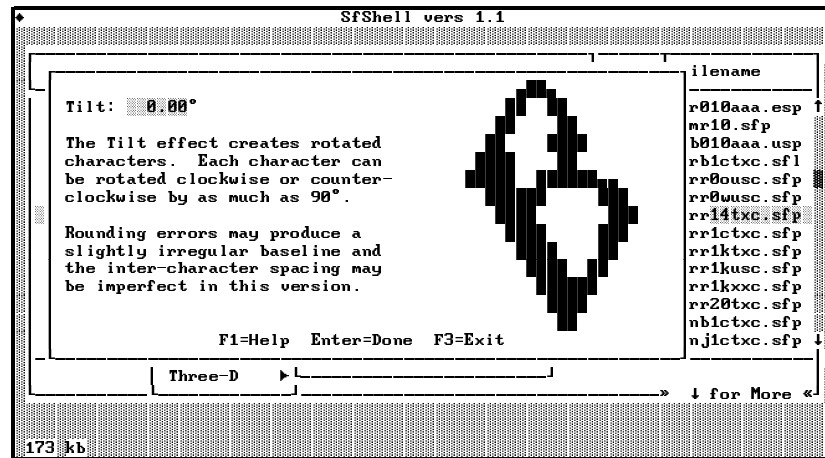 SfShell vers 1.1
ilename
Tilt: 0.00°
The Tilt effect creates rotated
characters. Each character can
be rotated clockwise or counter-
clockwise by as much as 90°.
Rounding errors may produce a
slightly irregular baseline and
the inter-character spacing may
be imperfect in this version.
F1=Help Enter=Done F3=Exit
r010aaa.esp ↑
mr10.sfp
b010aaa.usp
rb1ctxc.sfl
rr0ousc.sfp
rr0wusc.sfp
rr14txc.sfp
rr1ctxc.sfp
rr1ktxc.sfp
rr1kusc.sfp
rr1kxxc.sfp
rr20txc.sfp
nb1ctxc.sfp
nj1ctxc.sfp ↓
Three-D ►
» ↓ for More «
173 kb